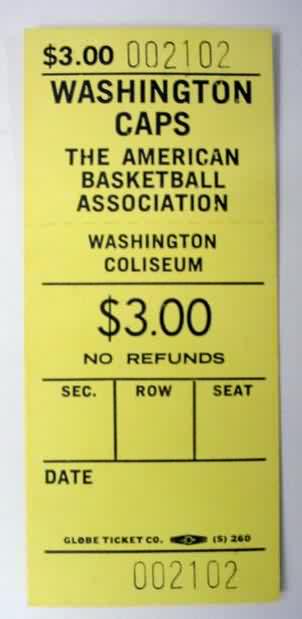 $3.00 002102
WASHINGTON
CAPS
THE AMERICAN
BASKETBALL
ASSOCIATION
WASHINGTON
COLISEUM
$3.00
NO REFUNDS
SEC. ROW SEAT
DATE
GLOBE TICKET CO. (S) 260
002102